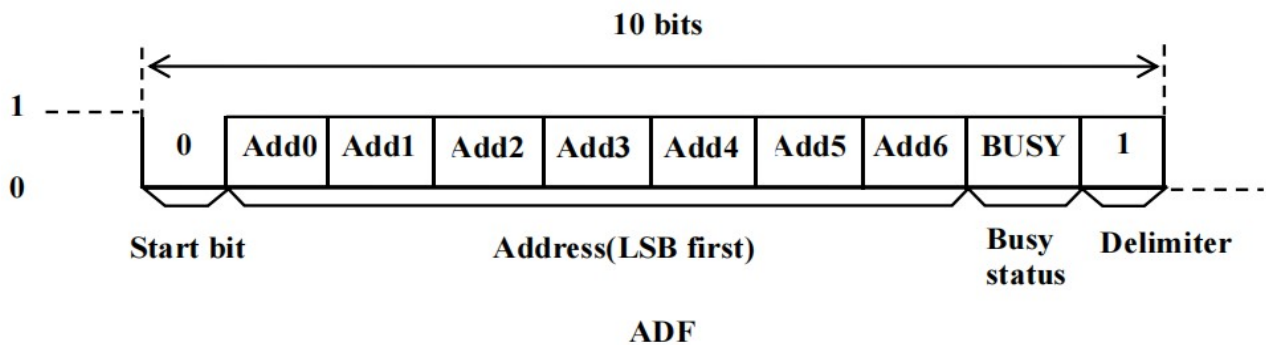 10 bits
1
0 Add0 Add1 Add2 Add3 Add4 Add5 Add6 BUSY 1
0
Start bit Address(LSB first) Busy status Delimiter
ADF